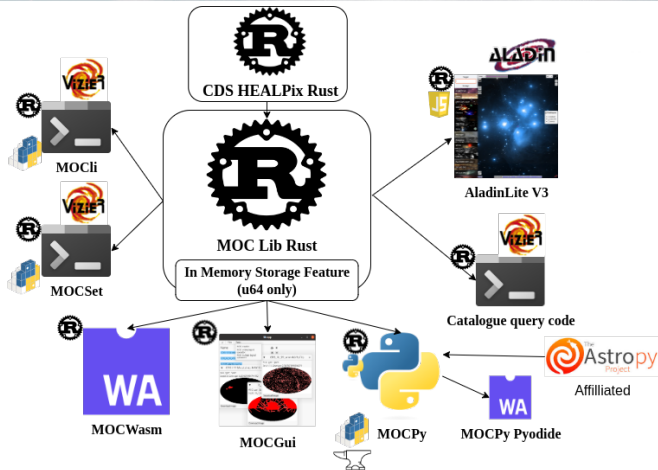 R
CDS HEALPix Rust
ALADIN
VizieR
R
R
JS
MOCli
R
MOC Lib Rust
AladinLite V3
VizieR
R
VizieR
R
MOCSet
In Memory Storage Feature
(u64 only)
Catalogue query code
R
R
R
WA
The
Astropy
Project
Affilliated
WA
MOCWasm
MOCGui
MOCPy
MOCPy Pyodide